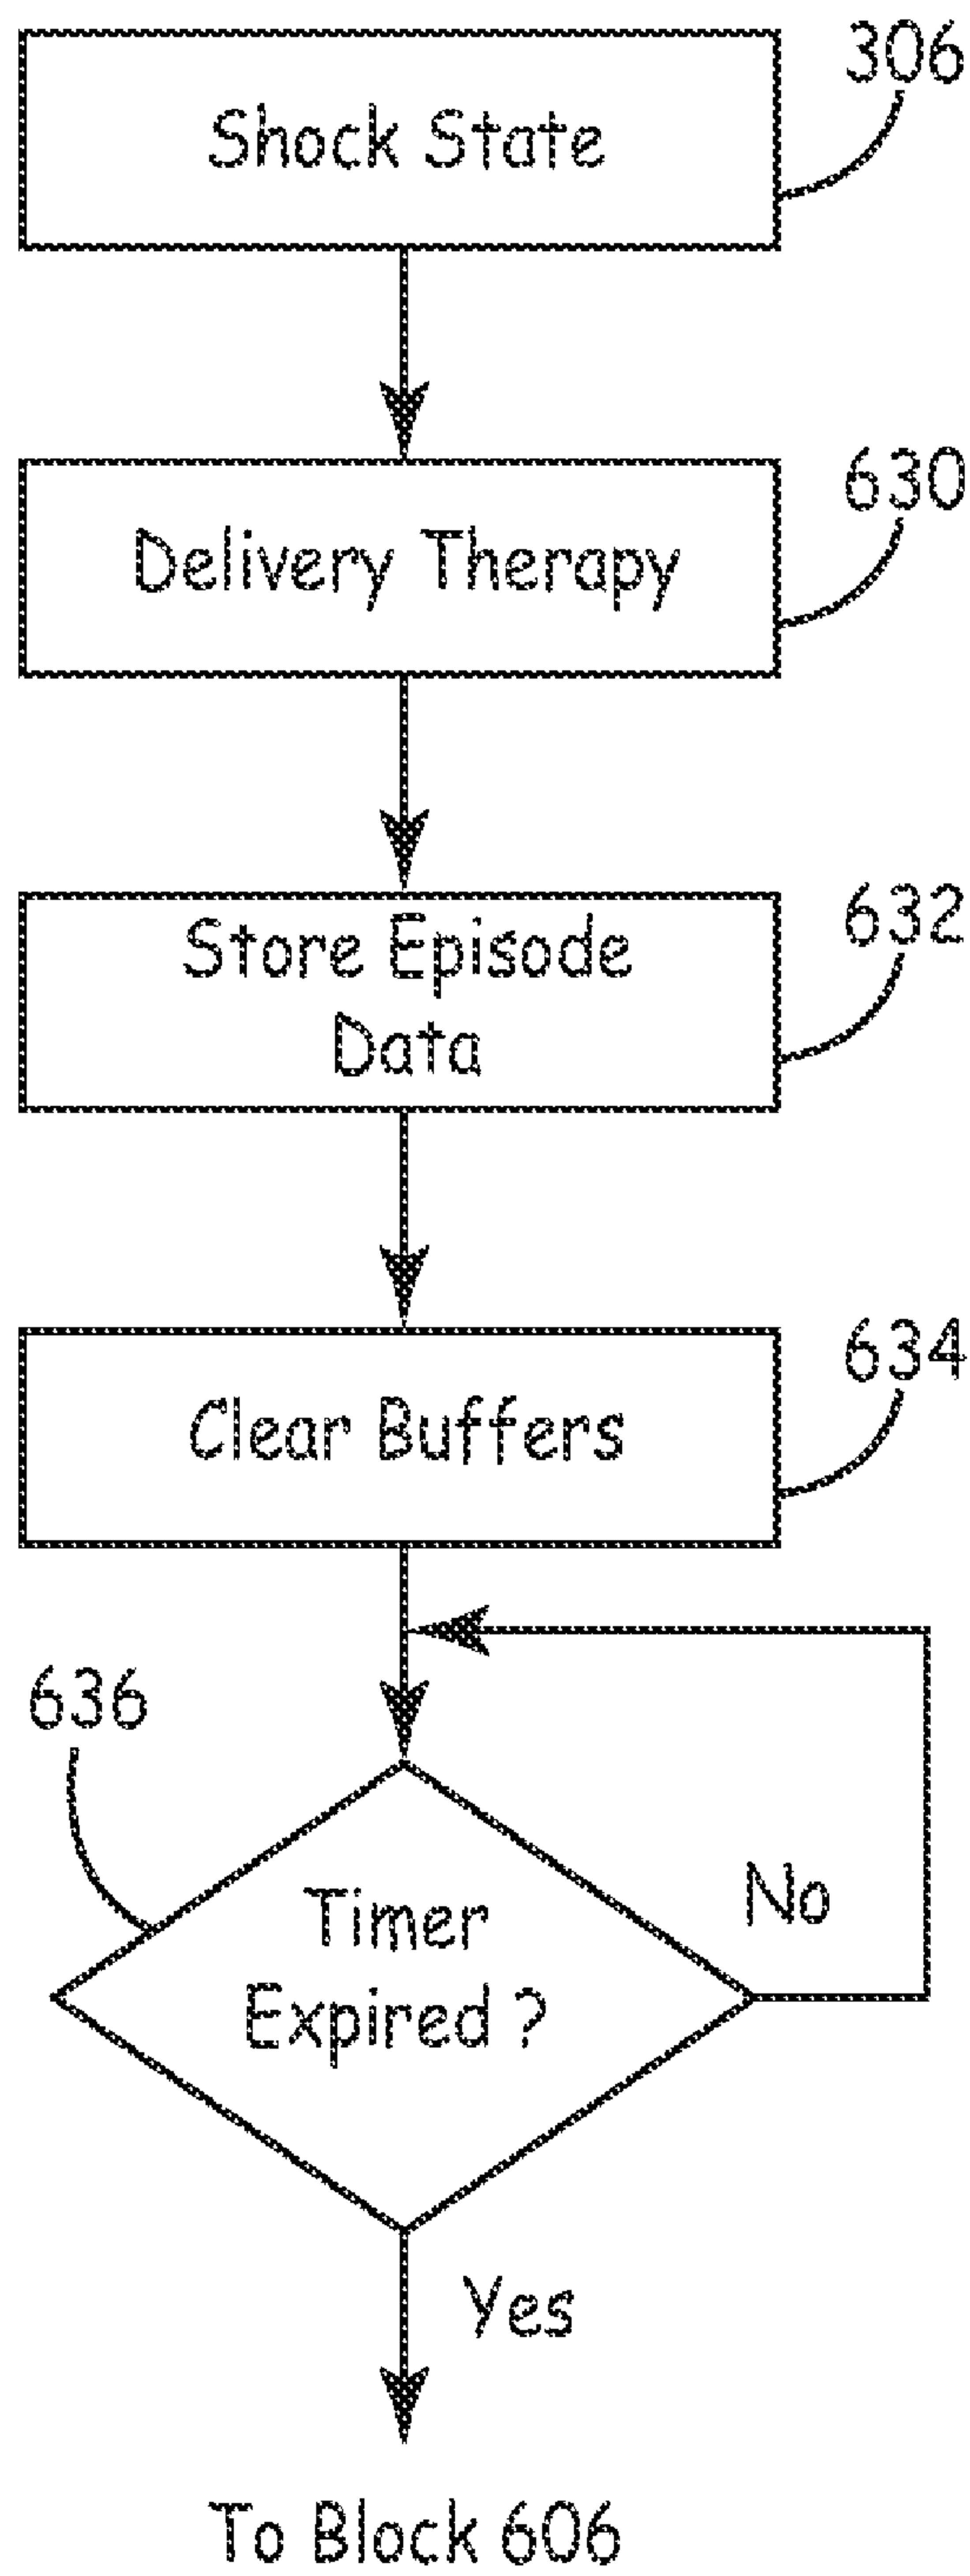 306
Shock State
630
Delivery Therapy
632
Store Episode
Data
634
Clear Buffers
636
Timer
Expired ?
No
Yes
To Block 606